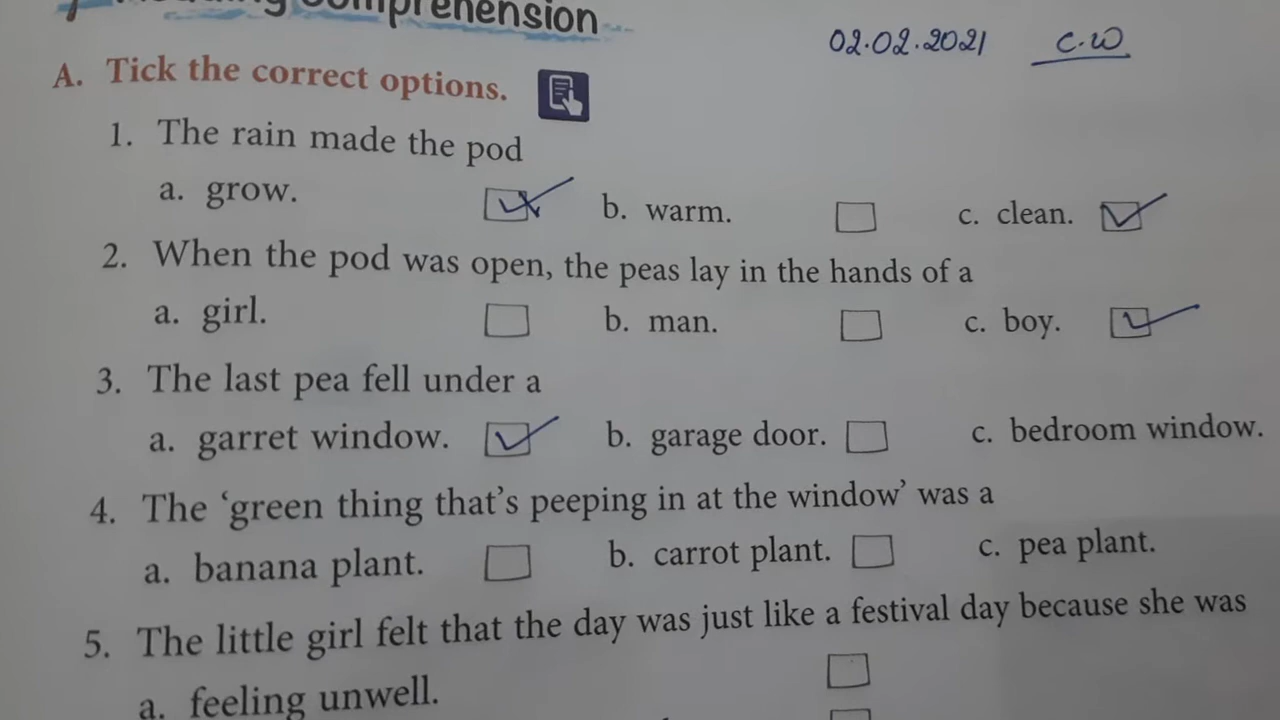 Comprehension
02.02.2021 C.W
A. Tick the correct options.
1. The rain made the pod
a. grow. b. warm. c. clean.
2. When the pod was open, the peas lay in the hands of a
a. girl. b. man. c. boy.
3. The last pea fell under a
a. garret window. b. garage door. c. bedroom window.
4. The ‘green thing that’s peeping in at the window’ was a
a. banana plant. b. carrot plant. c. pea plant.
5. The little girl felt that the day was just like a festival day because she was
a. feeling unwell.